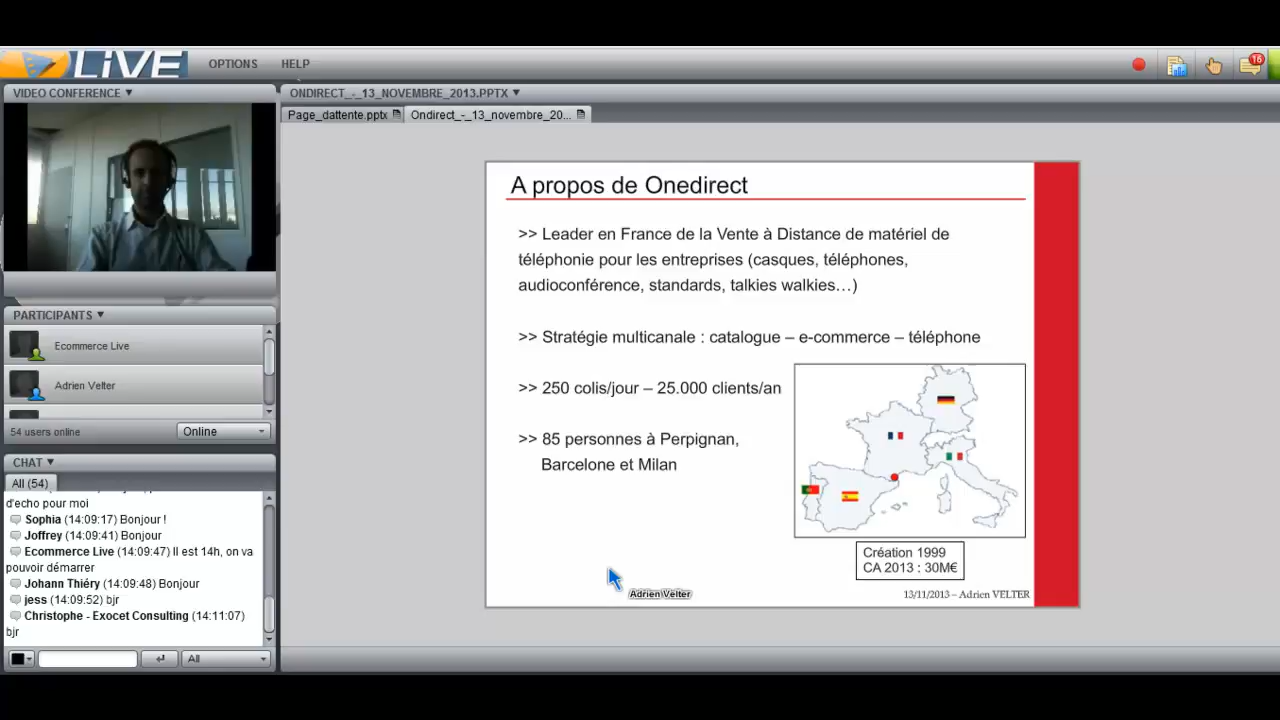 LIVE
OPTIONS
HELP
16
VIDEO CONFERENCE
ONDIRECT_-_13_NOVEMBRE_2013.PPTX
Page_dattente.pptx
Ondirect_-_13_novembre_20...
A propos de Onedirect
>> Leader en France de la Vente à Distance de matériel de
téléphonie pour les entreprises (casques, téléphones,
audioconférence, standards, talkies walkies…)
>> Stratégie multicanale : catalogue – e-commerce – téléphone
>> 250 colis/jour – 25.000 clients/an
>> 85 personnes à Perpignan,
Barcelone et Milan
Création 1999
CA 2013 : 30M€
Adrien Velter
13/11/2013 – Adrien VELTER
PARTICIPANTS
Ecommerce Live
Adrien Velter
54 users online
Online
CHAT
All (54)
d'echo pour moi
Sophia (14:09:17) Bonjour !
Joffrey (14:09:41) Bonjour
Ecommerce Live (14:09:47) Il est 14h, on va
pouvoir démarrer
Johann Thiéry (14:09:48) Bonjour
jess (14:09:52) bjr
Christophe - Exocet Consulting (14:11:07)
bjr
All